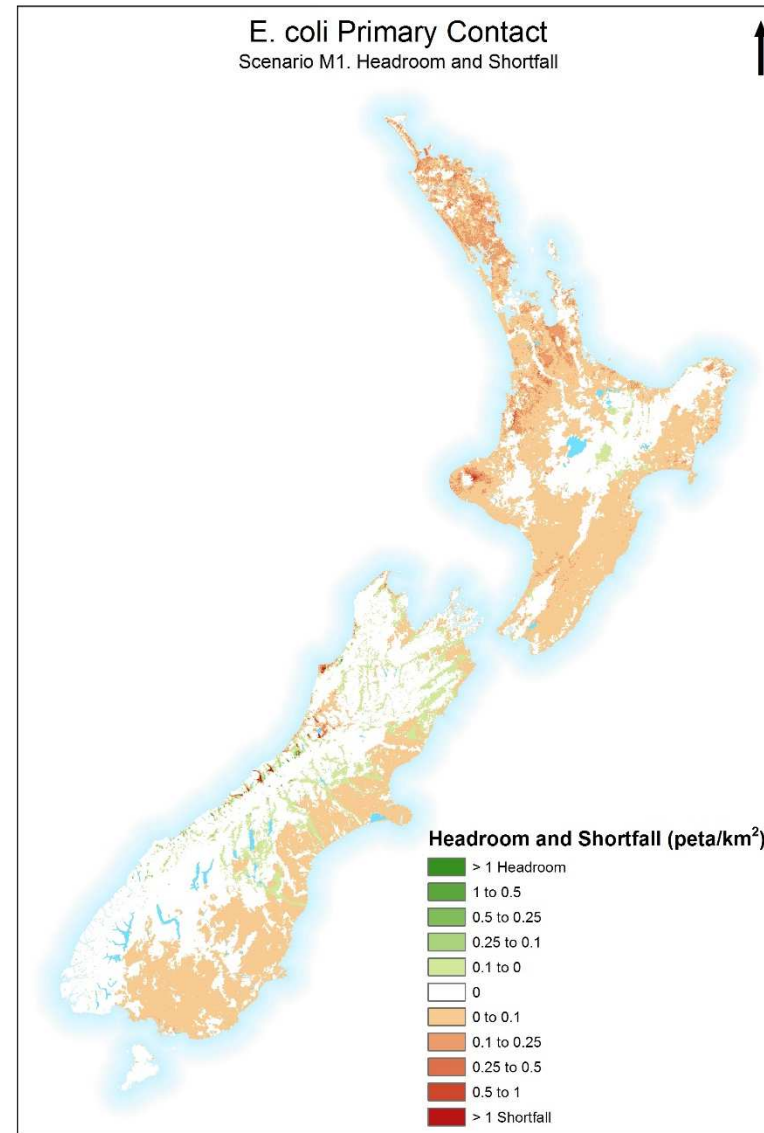 E. coli Primary Contact
Scenario M1. Headroom and Shortfall
Headroom and Shortfall (peta/km²)
> 1 Headroom
1 to 0.5
0.5 to 0.25
0.25 to 0.1
0.1 to 0
0
0 to 0.1
0.1 to 0.25
0.25 to 0.5
0.5 to 1
> 1 Shortfall